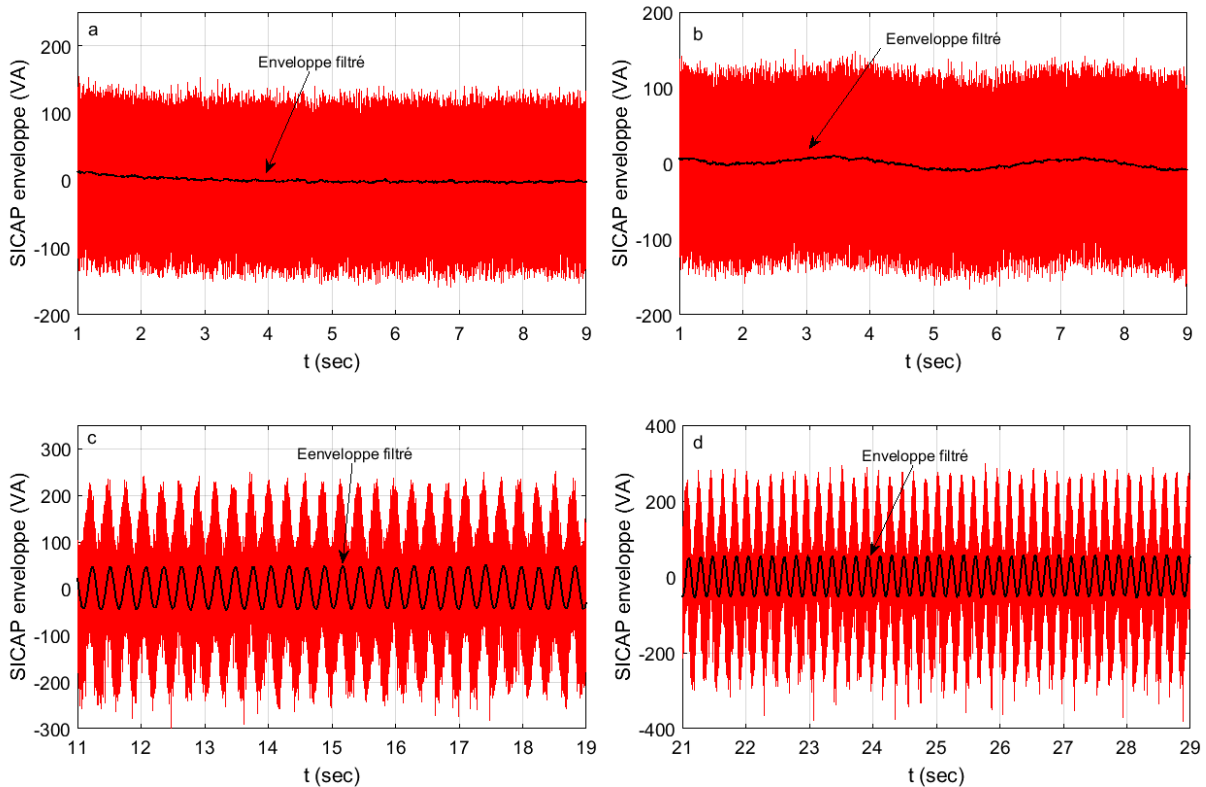 a
Enveloppe filtré
SICAP enveloppe (VA)
200
100
0
-100
-200
1 2 3 4 5 6 7 8 9
t (sec)
b
Eenveloppe filtré
SICAP enveloppe (VA)
200
100
0
-100
-200
1 2 3 4 5 6 7 8 9
t (sec)
c
Eenveloppe filtré
SICAP enveloppe (VA)
300
200
100
0
-100
-200
-300
11 12 13 14 15 16 17 18 19
t (sec)
d
Enveloppe filtré
SICAP enveloppe (VA)
400
200
0
-200
-400
21 22 23 24 25 26 27 28 29
t (sec)